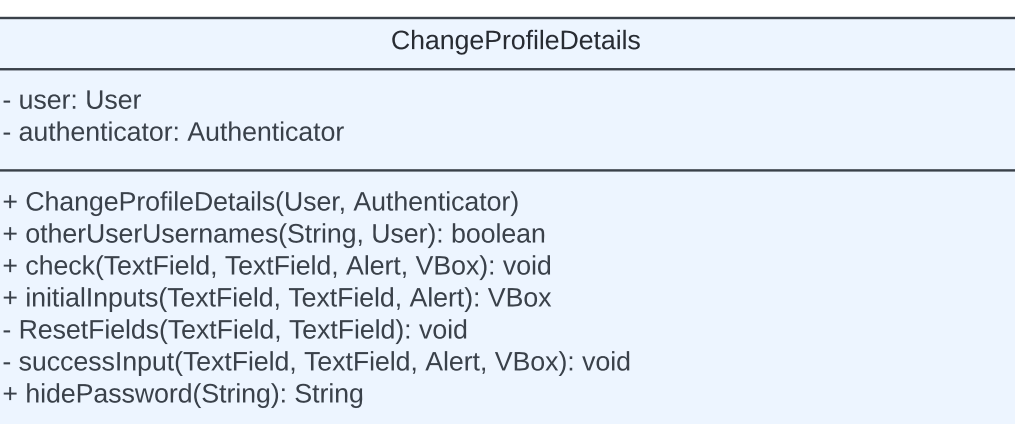 ChangeProfileDetails
- user: User
- authenticator: Authenticator
+ ChangeProfileDetails(User, Authenticator)
+ otherUserUsernames(String, User): boolean
+ check(TextField, TextField, Alert, VBox): void
+ initialInputs(TextField, TextField, Alert): VBox
- ResetFields(TextField, TextField): void
- successInput(TextField, TextField, Alert, VBox): void
+ hidePassword(String): String